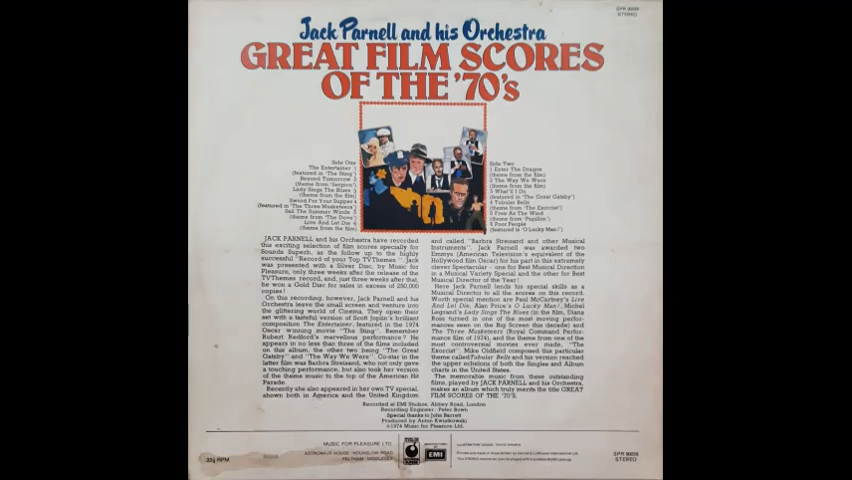 SPR 90039
STEREO
Jack Parnell and his Orchestra
GREAT FILM SCORES
OF THE '70's
Side One
The Entertainer 1
(featured in 'The Sting')
Beyond Tomorrow 2
(theme from 'Serpico')
Lady Sings The Blues 3
(theme from the film)
Sword For Your Supper 4
(featured in 'The Three Musketeers')
Sail The Summer Winds 5
(theme from 'The Dove')
Live And Let Die 6
(theme from the film)
Side Two
1 Enter The Dragon
(theme from the film)
2 The Way We Were
(theme from the film)
3 What'll I Do
(featured in 'The Great Gatsby')
4 Tubular Bells
(theme from 'The Exorcist')
5 Free As The Wind
(theme from 'Papillon')
6 Poor People
(featured in 'O Lucky Man!')
JACK PARNELL and his Orchestra have recorded
this exciting selection of film scores specially for
Sounds Superb, as the follow up to the highly
successful "Record of your Top TV Themes". Jack
was presented with a Silver Disc, by Music for
Pleasure, only three weeks after the release of the
TV Themes record, and, just three weeks after that,
he won a Gold Disc for sales in excess of 250,000
copies!
On this recording, however, Jack Parnell and his
Orchestra leave the small screen and venture into
the glittering world of Cinema. They open their
set with a tasteful version of Scott Joplin's brilliant
composition The Entertainer, featured in the 1974
Oscar winning movie "The Sting". Remember
Robert Redford's marvellous performance? He
appears in no less than three of the films included
on this album, the other two being "The Great
Gatsby" and "The Way We Were". Co-star in the
latter film was Barbra Streisand, who not only gave
a touching performance, but also took her version
of the theme music to the top of the American Hit
Parade.
Recently she also appeared in her own TV special,
shown both in America and the United Kingdom
and called "Barbra Streisand and other Musical
Instruments". Jack Parnell was awarded two
Emmys (American Television's equivalent of the
Hollywood film Oscar) for his part in this extremely
clever Spectacular - one for Best Musical Direction
in a Musical Variety Special and the other for Best
Musical Director of the Year!
Here Jack Parnell lends his special skills as a
Musical Director to all the scores on this record.
Worth special mention are Paul McCartney's Live
And Let Die, Alan Price's O Lucky Man!, Michel
Legrand's Lady Sings The Blues (in the film, Diana
Ross turned in one of the most moving perfor-
mances seen on the Big Screen this decade) and
The Three Musketeers (Royal Command Perfor-
mance film of 1974), and the theme from one of the
most controversial movies ever made, "The
Exorcist". Mike Oldfield composed this particular
theme called Tubular Bells and his version reached
the upper echelons of both the Singles and Album
charts in the United States.
The memorable music from these outstanding
films, played by JACK PARNELL and his Orchestra,
makes an album which truly merits the title GREAT
FILM SCORES OF THE '70'S.
Recorded at EMI Studios, Abbey Road, London
Recording Engineer: Peter Bown
Special thanks to John Barrett
Produced by Anton Kwiatkowski
© 1974 Music for Pleasure Ltd.
33⅓ RPM
MUSIC FOR PLEASURE LTD.
ASTRONAUT HOUSE · HOUNSLOW ROAD
FELTHAM · MIDDLESEX
EMI
SPR 90039
STEREO